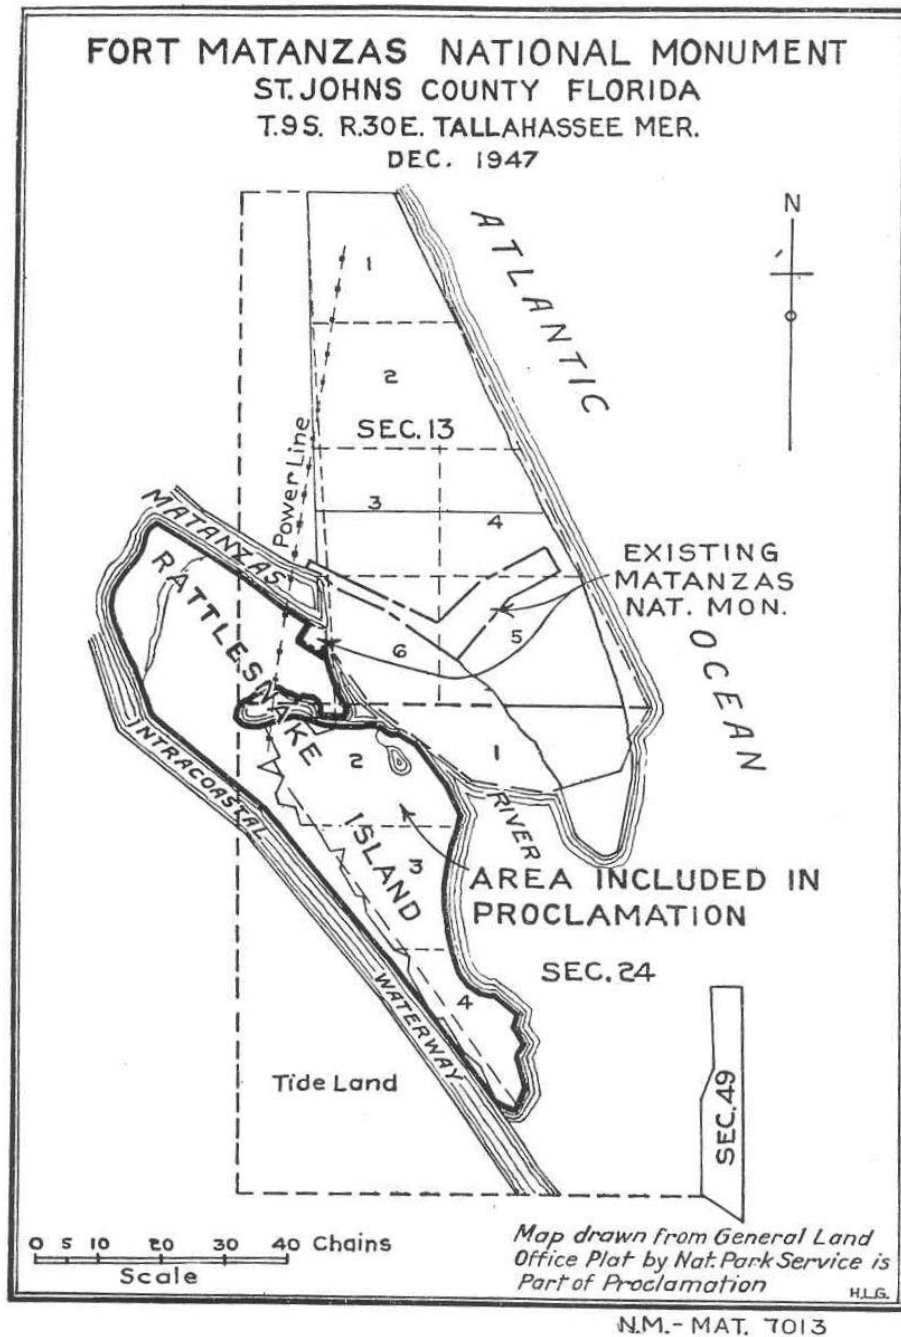 FORT MATANZAS NATIONAL MONUMENT
ST. JOHNS COUNTY FLORIDA
T.9S. R.30E. TALLAHASSEE MER.
DEC. 1947
N
ATLANTIC
OCEAN
1
2
SEC. 13
3
4
Power Line
MATANZAS
RIVER
RATTLESNAKE
ISLAND
EXISTING
MATANZAS
NAT. MON.
5
6
1
2
3
4
INTRACOASTAL
WATERWAY
AREA INCLUDED IN
PROCLAMATION
SEC. 24
Tide Land
SEC. 49
0 5 10 20 30 40 Chains
Scale
Map drawn from General Land
Office Plat by Nat. Park Service is
Part of Proclamation
H.L.G.
N.M.- MAT. 7013